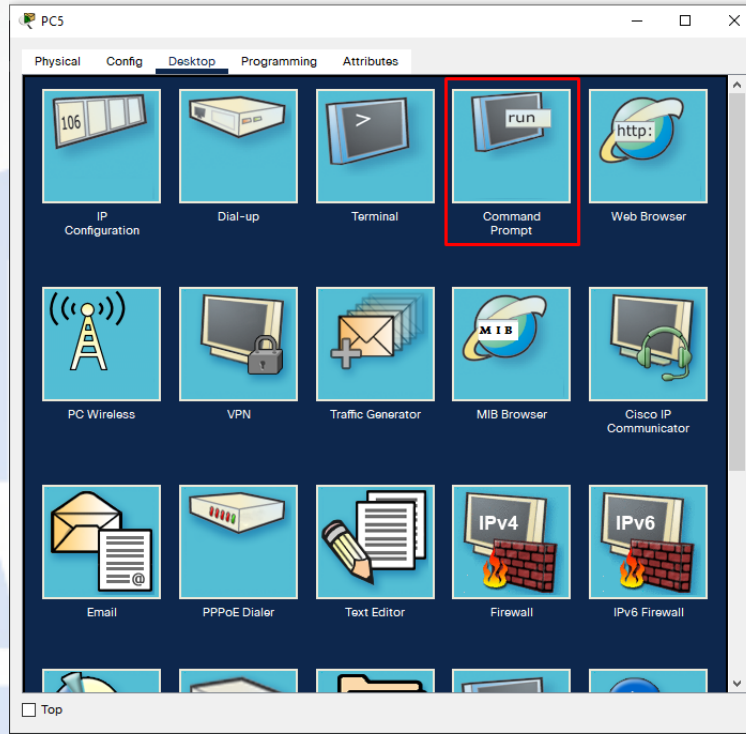 PC5
Physical Config Desktop Programming Attributes
106
>
run
http:
IP
Configuration
Dial-up
Terminal
Command
Prompt
Web Browser
MIB
PC Wireless
VPN
Traffic Generator
MIB Browser
Cisco IP
Communicator
@
IPv4
IPv6
Email
PPPoE Dialer
Text Editor
Firewall
IPv6 Firewall
Top